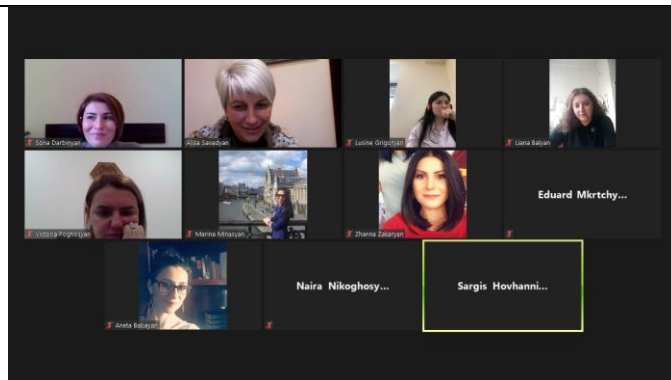 Sona Darbinyan
Alisa Savadyan
Lusine Grigoryan
Liana Balyan
Victoria Poghosyan
Marina Minasyan
Zhanna Zakaryan
Eduard Mkrtchy...
Aneta Babayan
Naira Nikoghosy...
Sargis Hovhanni...